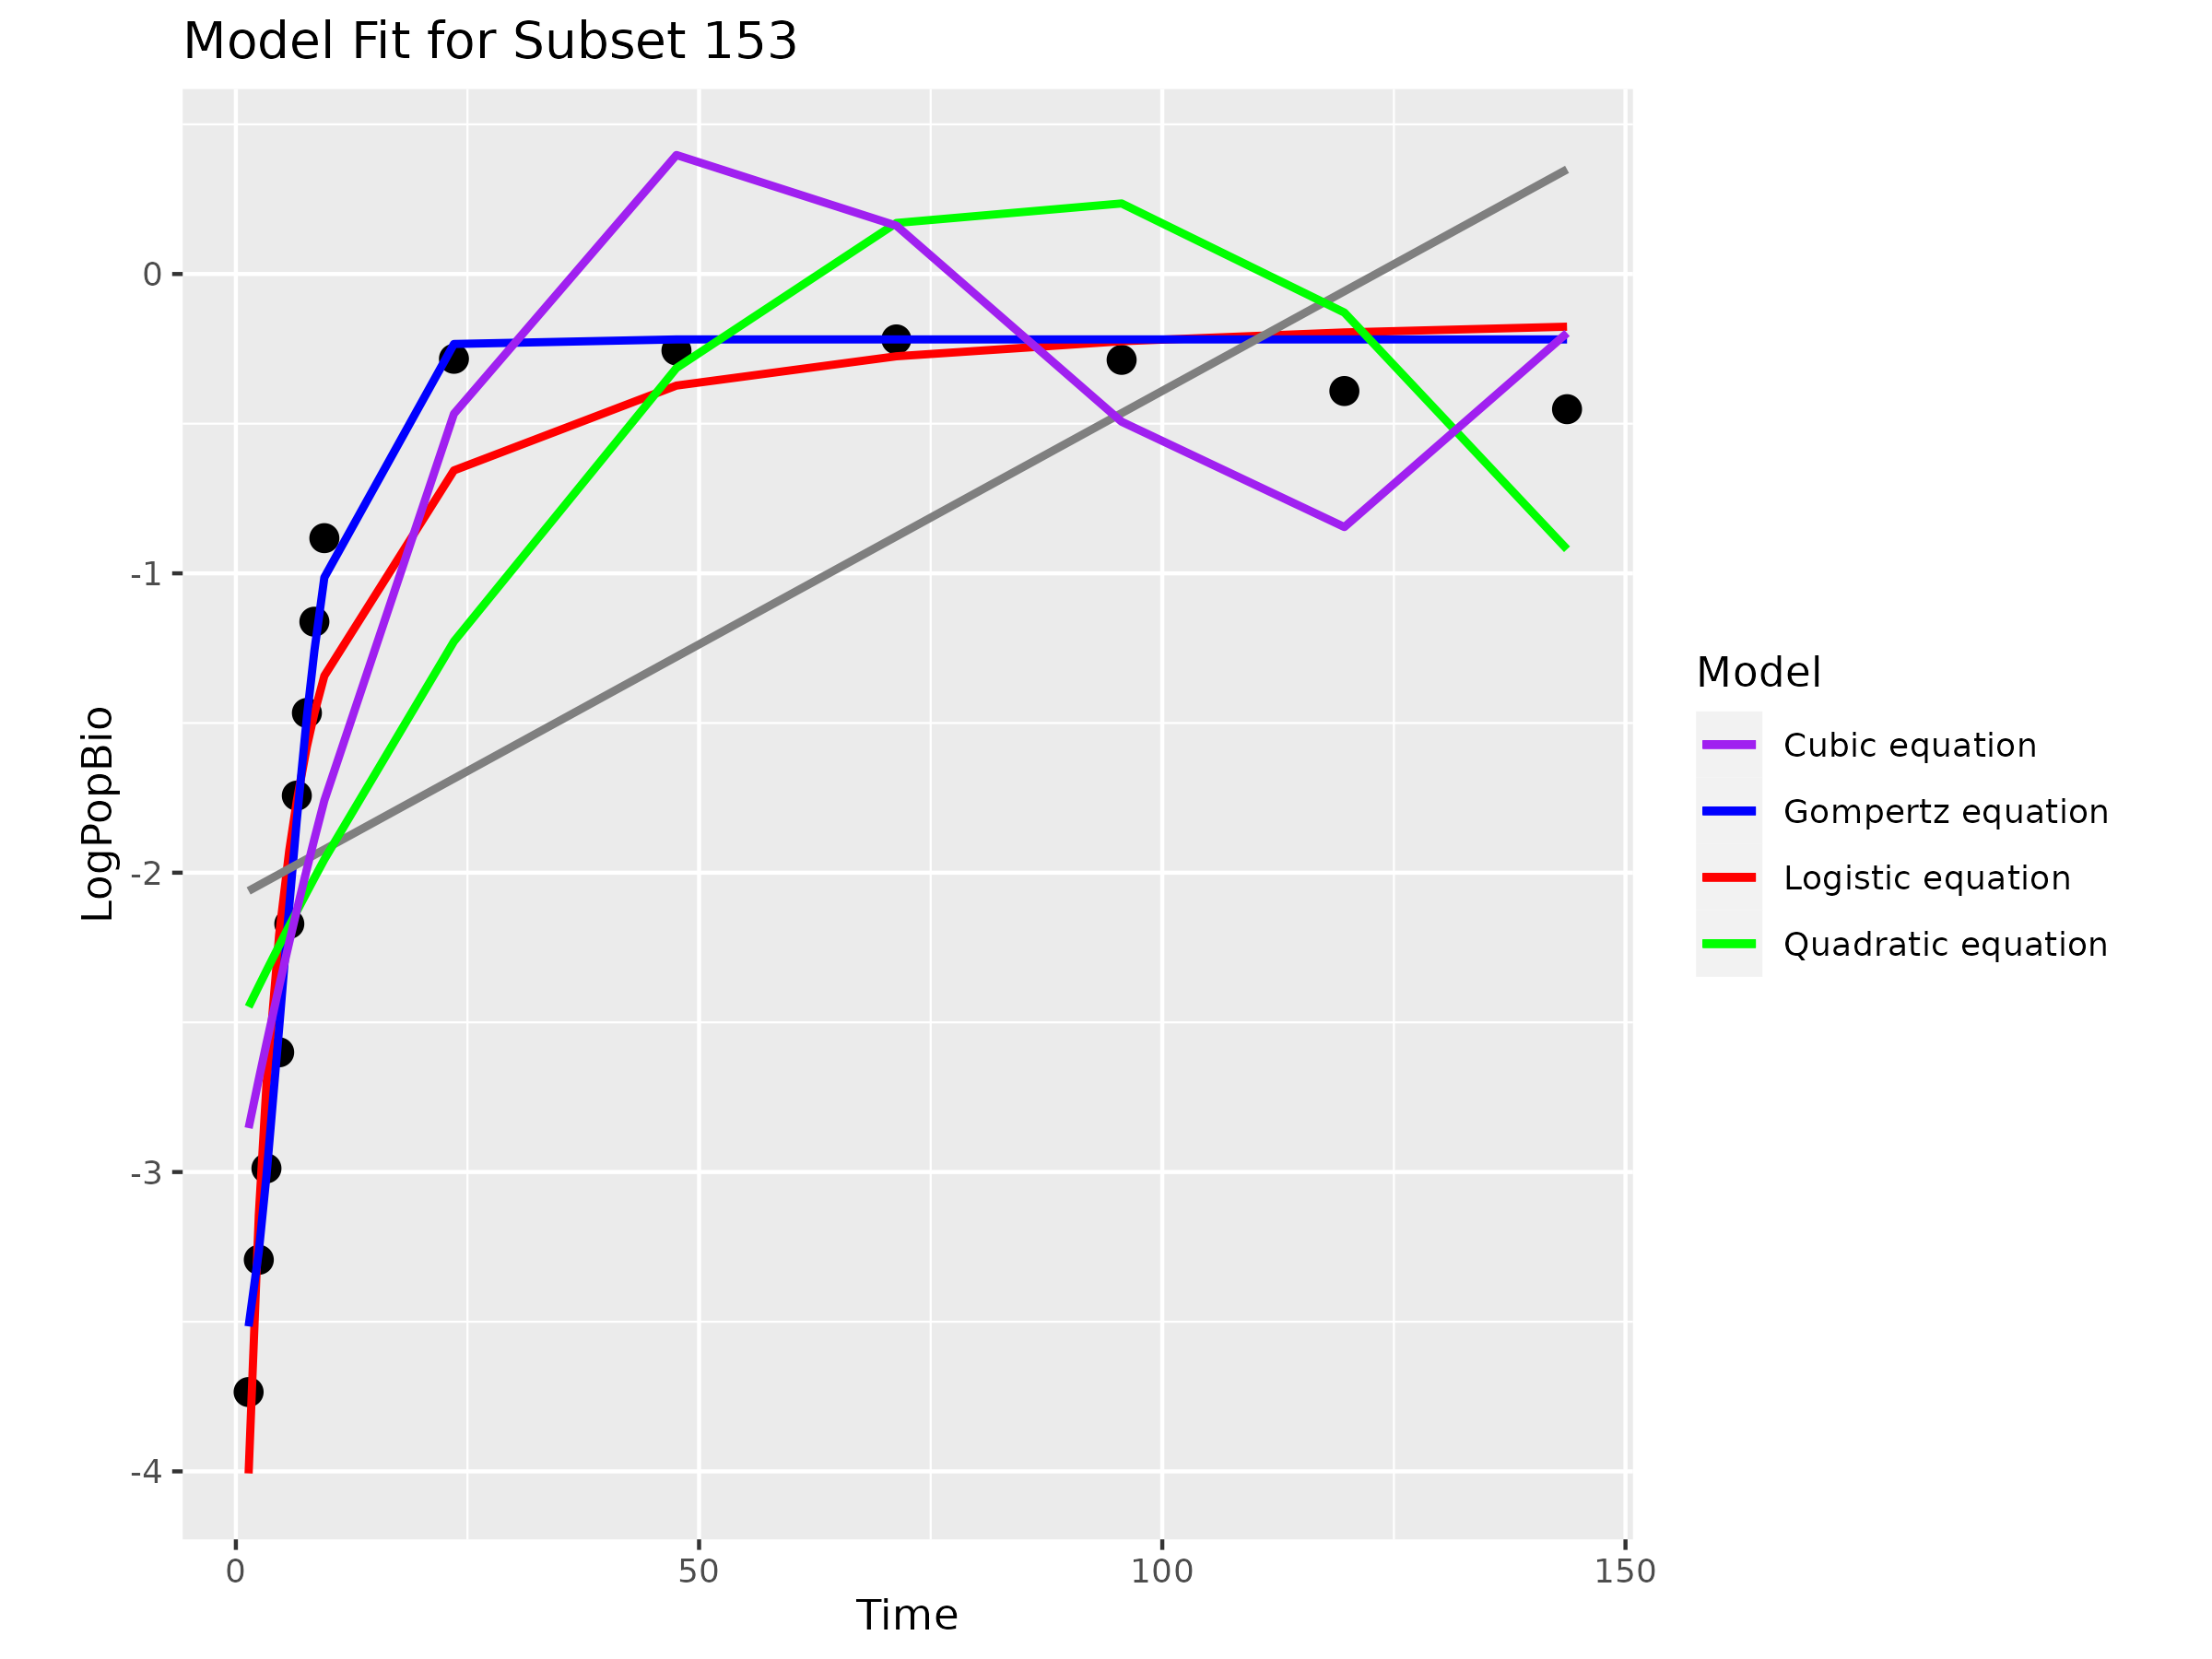 Model Fit for Subset 153
LogPopBio
0
-1
-2
-3
-4
0
50
100
150
Time
Model
Cubic equation
Gompertz equation
Logistic equation
Quadratic equation